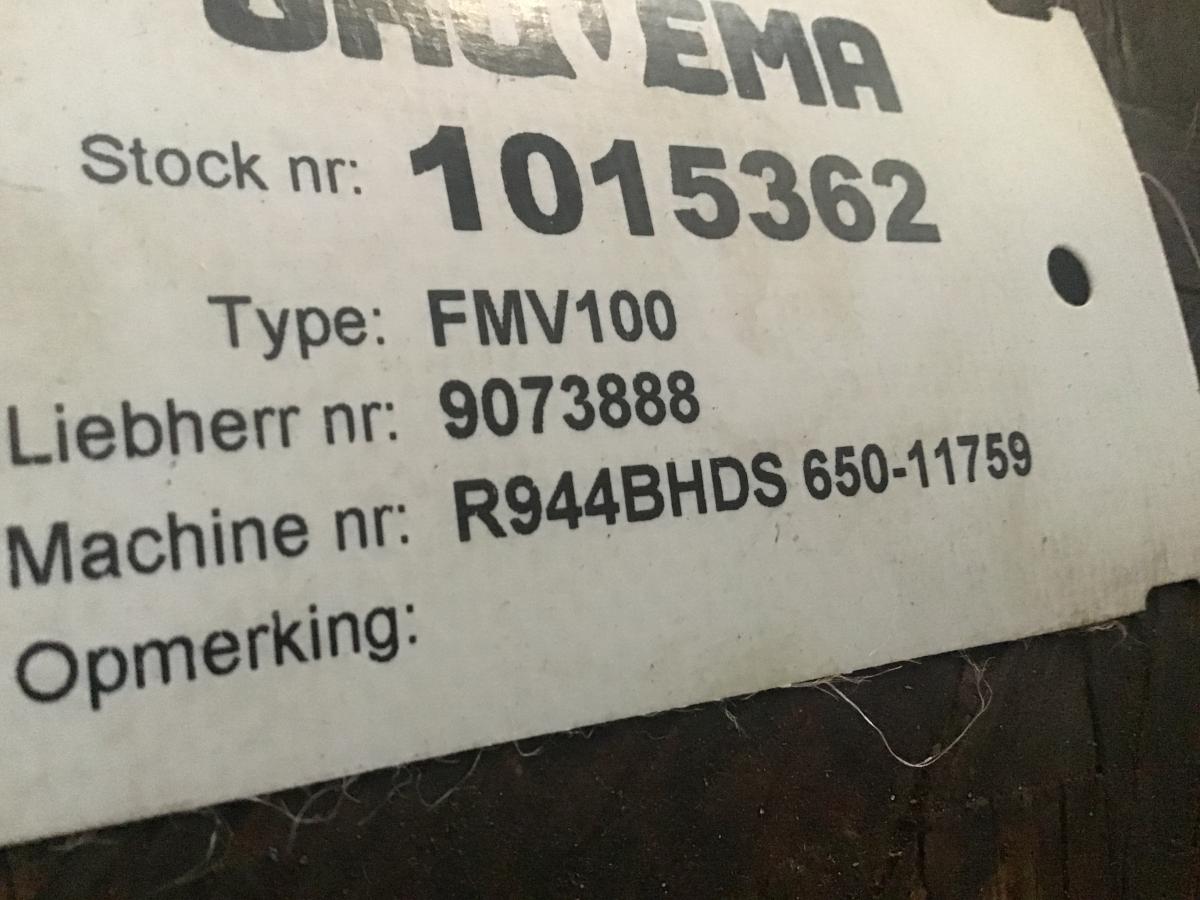 Stock nr: 1015362
Type: FMV100
Liebherr nr: 9073888
Machine nr: R944BHDS 650-11759
Opmerking: